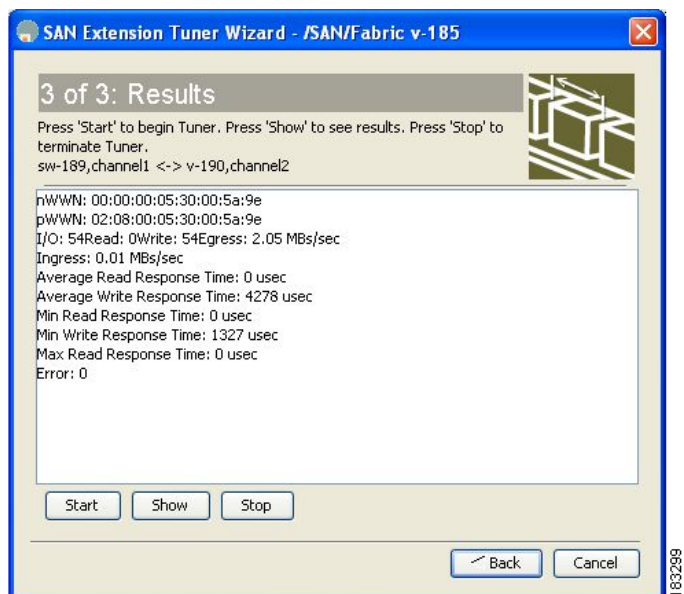 SAN Extension Tuner Wizard - /SAN/Fabric v-185
3 of 3: Results
Press 'Start' to begin Tuner. Press 'Show' to see results. Press 'Stop' to
terminate Tuner.
sw-189,channel1 <-> v-190,channel2
nWWN: 00:00:00:05:30:00:5a:9e
pWWN: 02:08:00:05:30:00:5a:9e
I/O: 54Read: 0Write: 54Egress: 2.05 MBs/sec
Ingress: 0.01 MBs/sec
Average Read Response Time: 0 usec
Average Write Response Time: 4278 usec
Min Read Response Time: 0 usec
Min Write Response Time: 1327 usec
Max Read Response Time: 0 usec
Error: 0
Start Show Stop
Back Cancel
183299